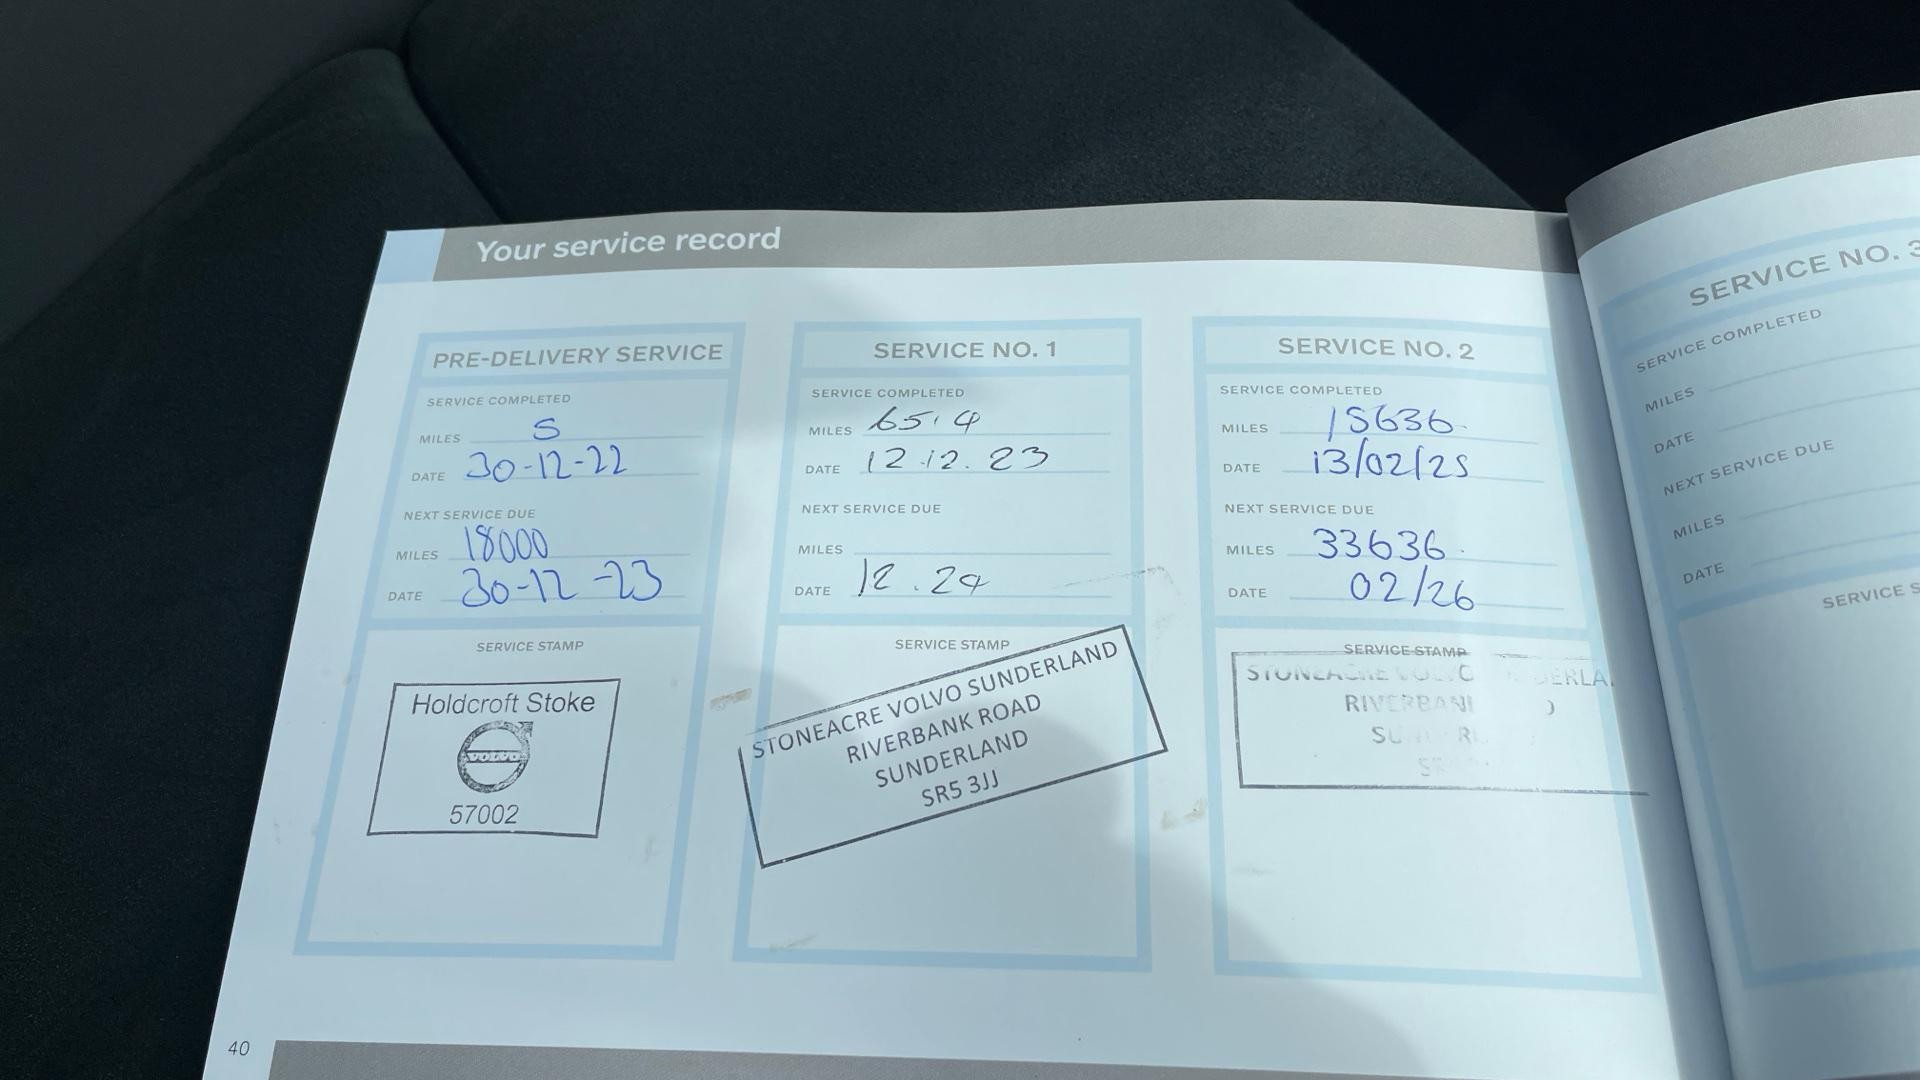 Your service record
PRE-DELIVERY SERVICE
SERVICE COMPLETED
MILES 5
DATE 30-12-22
NEXT SERVICE DUE
MILES 18000
DATE 30-12-23
SERVICE STAMP
Holdcroft Stoke
VOLVO
57002
SERVICE NO. 1
SERVICE COMPLETED
MILES
DATE 12.12.23
NEXT SERVICE DUE
MILES
DATE 12.24
SERVICE STAMP
STONEACRE VOLVO SUNDERLAND
RIVERBANK ROAD
SUNDERLAND
SR5 3JJ
SERVICE NO. 2
SERVICE COMPLETED
MILES 15636
DATE 13/02/25
NEXT SERVICE DUE
MILES 33636
DATE 02/26
SERVICE STAMP
STONEACRE VOLVO
SERVICE NO. 3
SERVICE COMPLETED
MILES
DATE
NEXT SERVICE DUE
MILES
DATE
SERVICE
40